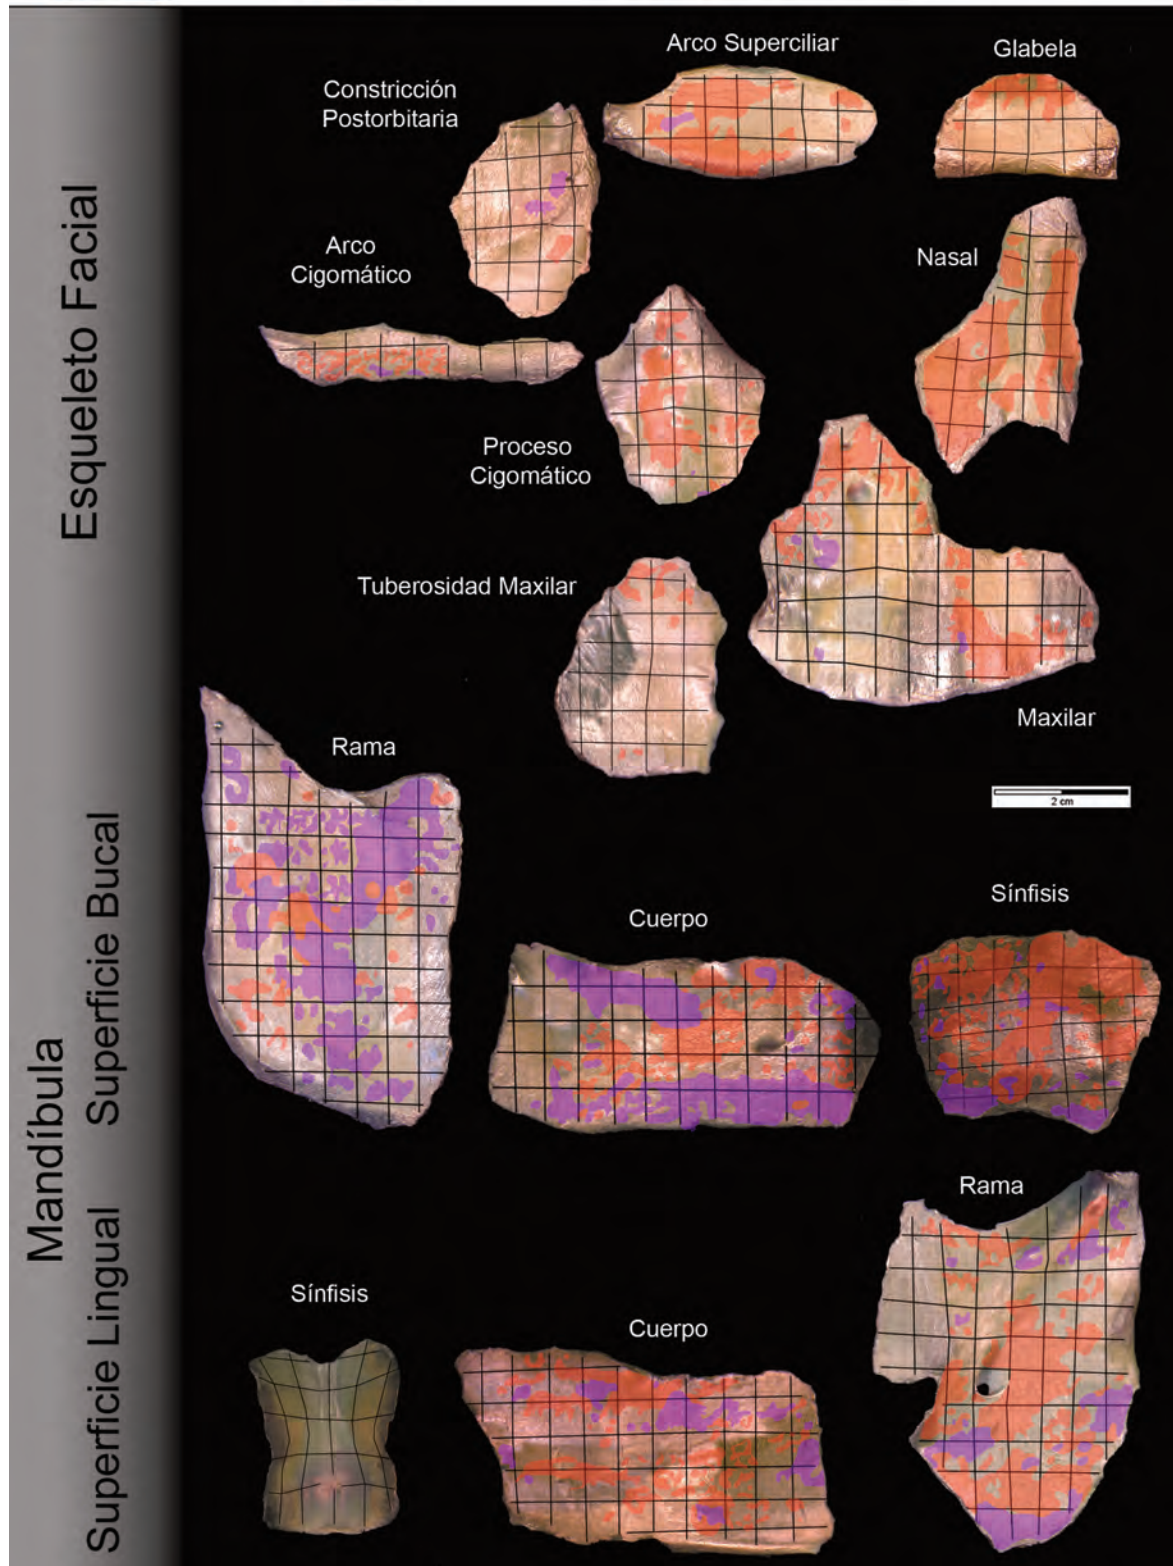 Arco Superciliar
Glabela
Constricción
Postorbitaria
Nasal
Arco
Cigomático
Proceso
Cigomático
Tuberosidad Maxilar
Maxilar
2 cm
Rama
Cuerpo
Sínfisis
Rama
Sínfisis
Cuerpo
Esqueleto Facial
Mandíbula
Superficie Bucal
Superficie Lingual